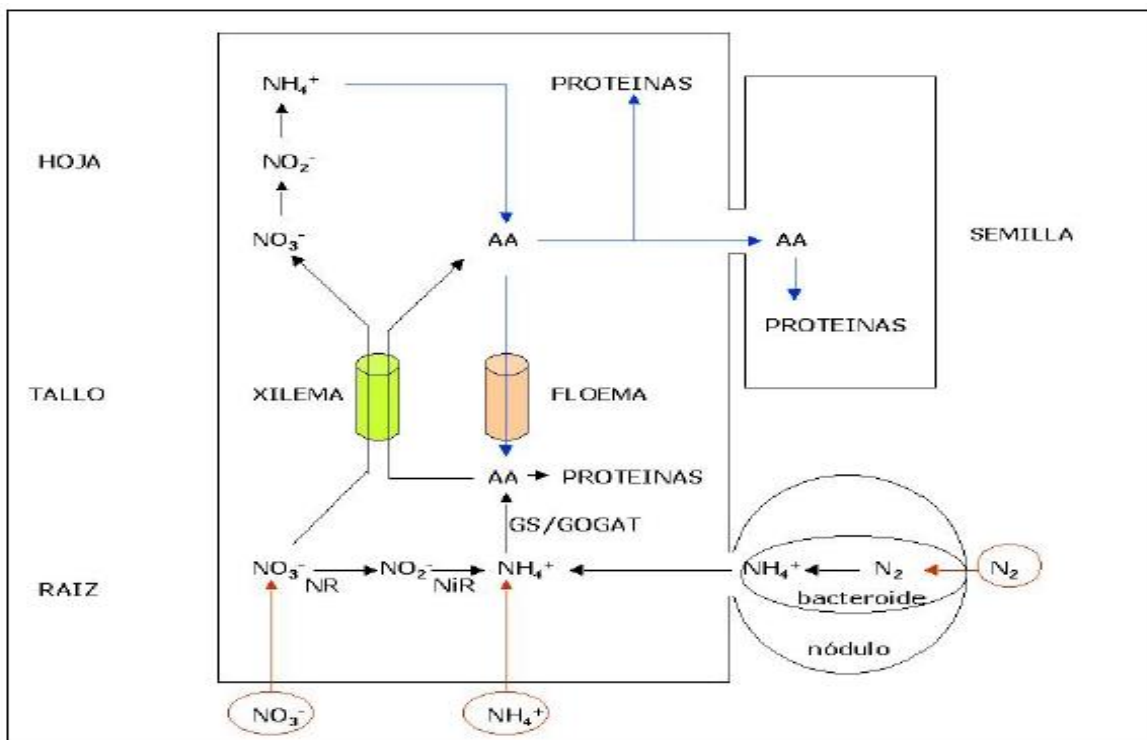 NH₄⁺ PROTEINAS
HOJA NO₂⁻
NO₃⁻ AA AA SEMILLA
PROTEINAS
TALLO XILEMA FLOEMA
AA PROTEINAS
GS/GOGAT
NO₃⁻ NO₂⁻ NH₄⁺ NH₄⁺ N₂ N₂
RAIZ NR NiR bacteroide
nódulo
NO₃⁻ NH₄⁺